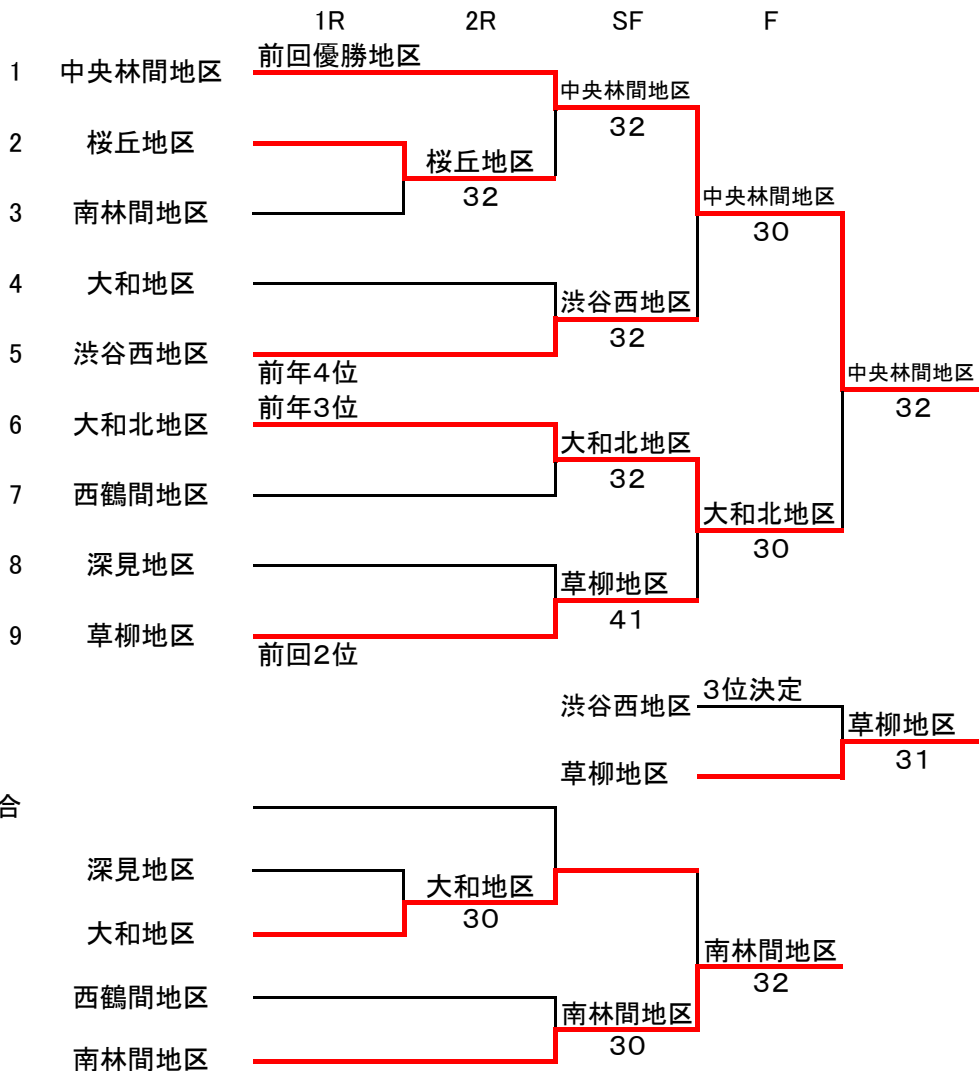 1R 2R SF F
前回優勝地区
1 中央林間地区
中央林間地区
32
2 桜丘地区
桜丘地区
32
3 南林間地区
中央林間地区
30
4 大和地区
渋谷西地区
32
5 渋谷西地区
前年4位
中央林間地区
32
前年3位
6 大和北地区
大和北地区
32
7 西鶴間地区
大和北地区
30
8 深見地区
草柳地区
41
9 草柳地区
前回2位
3位決定
渋谷西地区
草柳地区
31
草柳地区
合
深見地区
大和地区
30
大和地区
南林間地区
32
西鶴間地区
南林間地区
30
南林間地区